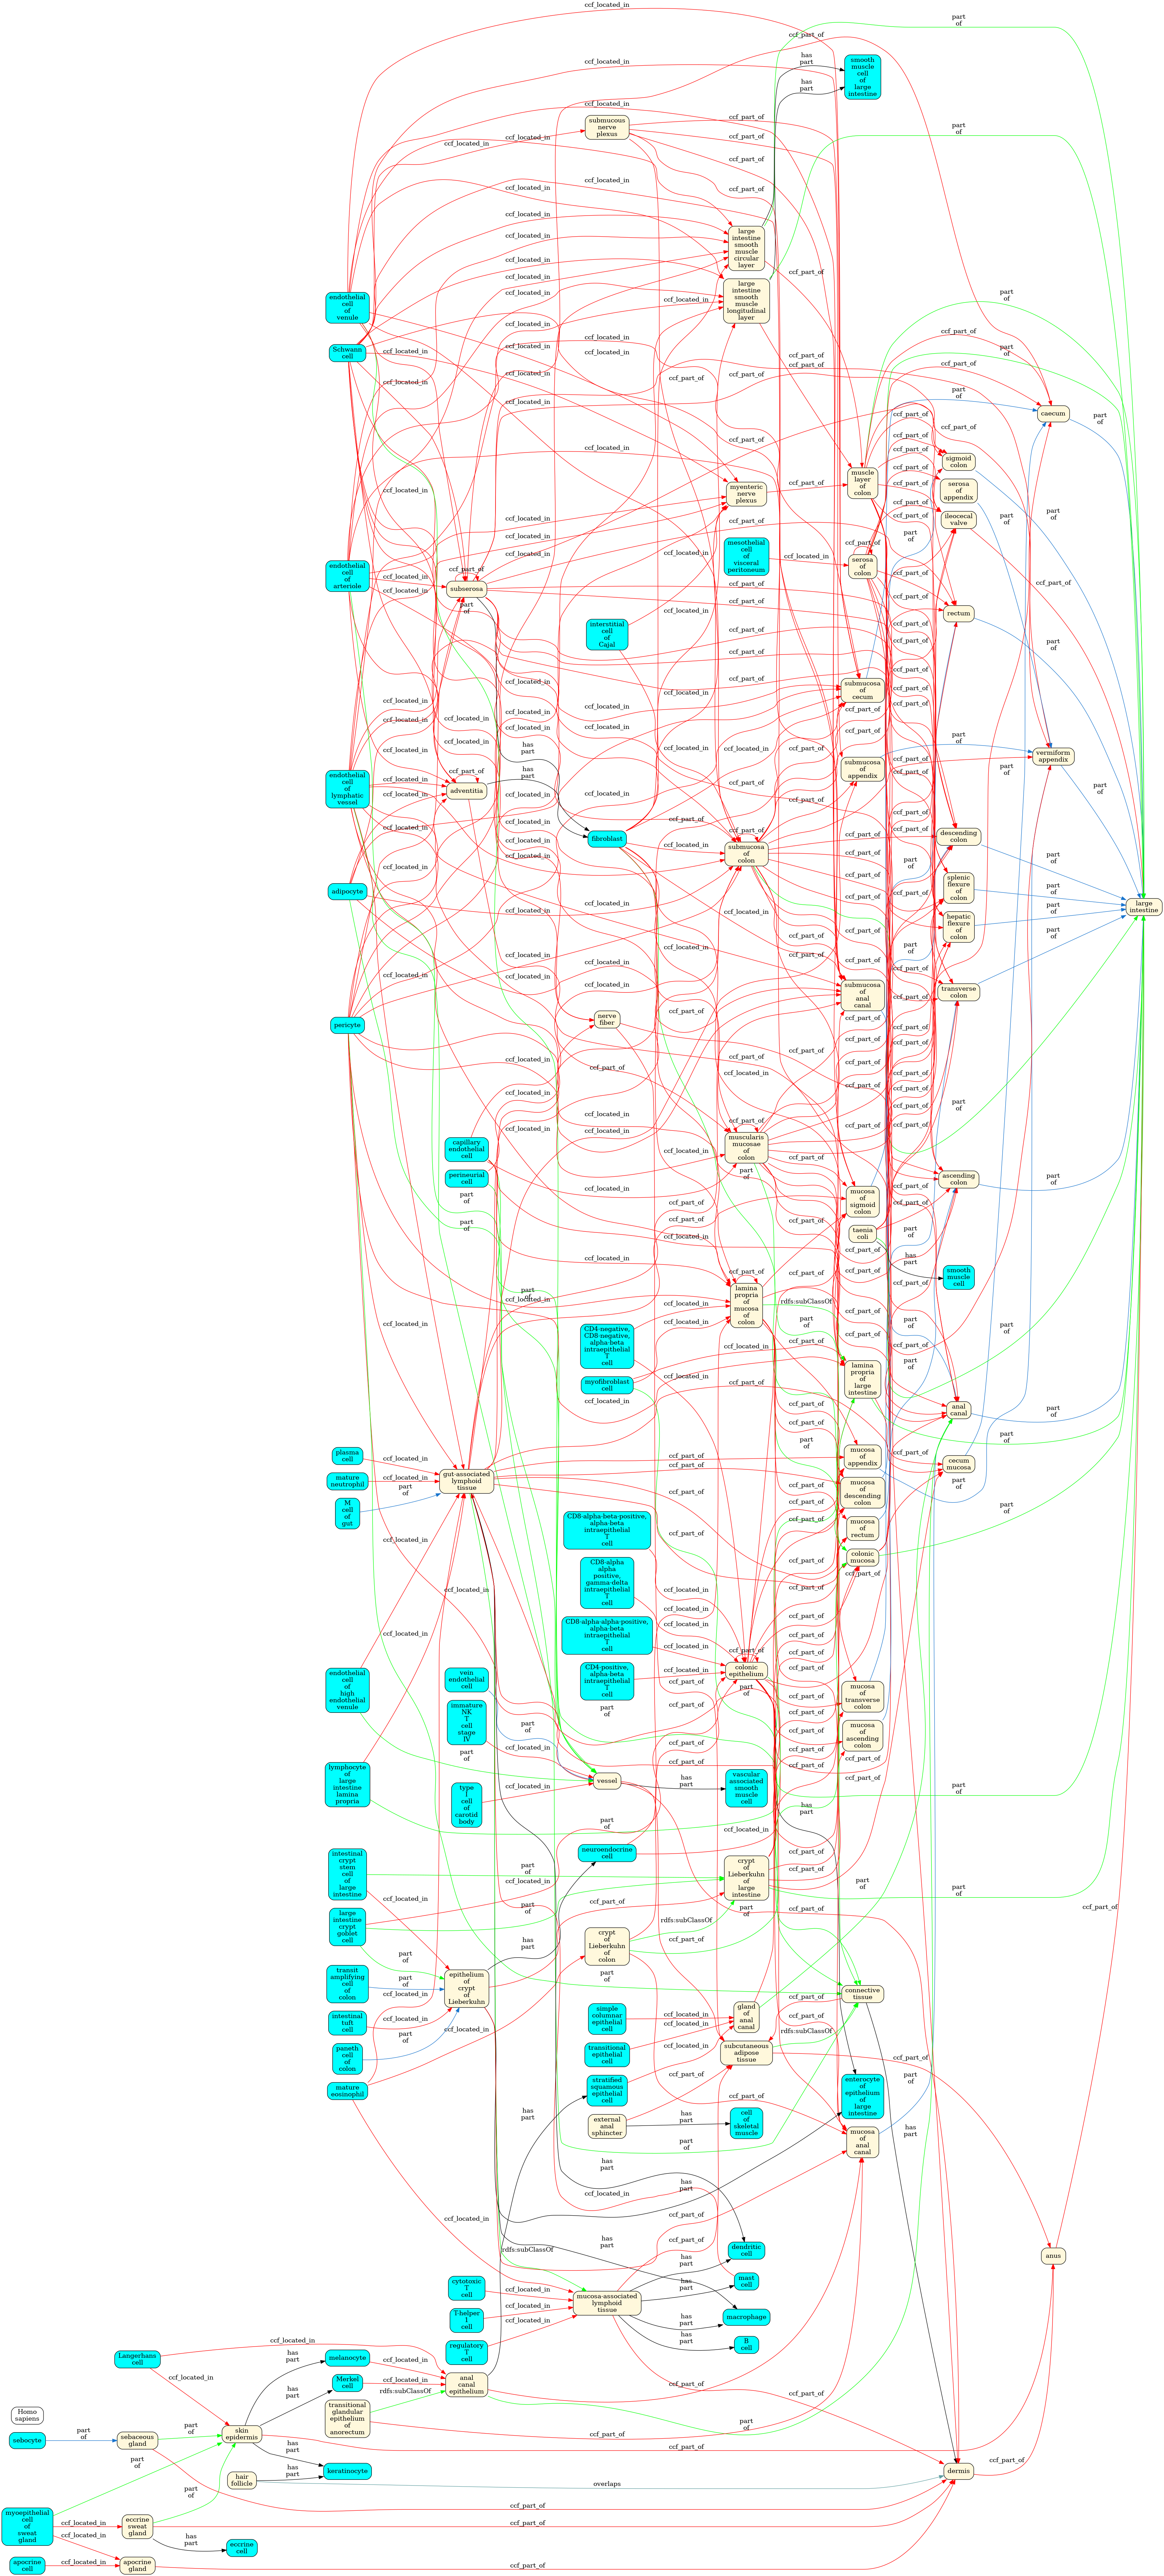 ccf_located_in
ccf_part_of
part
of
has
part
rdfs:subClassOf
overlaps
Homo
sapiens
sebocyte
myoepithelial
cell
of
sweat
gland
apocrine
cell
Langerhans
cell
sebaceous
gland
eccrine
sweat
gland
apocrine
gland
skin
epidermis
hair
follicle
eccrine
cell
endothelial
cell
of
venule
Schwann
cell
endothelial
cell
of
arteriole
endothelial
cell
of
lymphatic
vessel
adipocyte
pericyte
plasma
cell
mature
neutrophil
M
cell
of
gut
endothelial
cell
of
high
endothelial
venule
lymphocyte
of
large
intestine
lamina
propria
intestinal
crypt
stem
cell
of
large
intestine
large
intestine
crypt
goblet
cell
transit
amplifying
cell
of
colon
intestinal
tuft
cell
paneth
cell
of
colon
mature
eosinophil
melanocyte
Merkel
cell
transitional
glandular
epithelium
of
anorectum
keratinocyte
subserosa
adventitia
capillary
endothelial
cell
perineurial
cell
gut-associated
lymphoid
tissue
vein
endothelial
cell
immature
NK
T
cell
stage
IV
type
I
cell
of
carotid
body
epithelium
of
crypt
of
Lieberkuhn
cytotoxic
T
cell
T-helper
1
cell
regulatory
T
cell
anal
canal
epithelium
submucous
nerve
plexus
interstitial
cell
of
Cajal
fibroblast
nerve
fiber
CD4-negative,
CD8-negative,
alpha-beta
intraepithelial
T
cell
myofibroblast
cell
CD8-alpha-beta-positive,
alpha-beta
intraepithelial
T
cell
CD8-alpha
alpha
positive,
gamma-delta
intraepithelial
T
cell
CD8-alpha-alpha-positive,
alpha-beta
intraepithelial
T
cell
CD4-positive,
alpha-beta
intraepithelial
T
cell
vessel
neuroendocrine
cell
crypt
of
Lieberkuhn
of
colon
simple
columnar
epithelial
cell
transitional
epithelial
cell
stratified
squamous
epithelial
cell
external
anal
sphincter
mucosa-associated
lymphoid
tissue
large
intestine
smooth
muscle
circular
layer
large
intestine
smooth
muscle
longitudinal
layer
myenteric
nerve
plexus
mesothelial
cell
of
visceral
peritoneum
submucosa
of
colon
muscularis
mucosae
of
colon
lamina
propria
of
mucosa
of
colon
colonic
epithelium
vascular
associated
smooth
muscle
cell
crypt
of
Lieberkuhn
of
large
intestine
gland
of
anal
canal
subcutaneous
adipose
tissue
cell
of
skeletal
muscle
dendritic
cell
mast
cell
macrophage
B
cell
smooth
muscle
cell
of
large
intestine
muscle
layer
of
colon
serosa
of
colon
submucosa
of
cecum
submucosa
of
appendix
submucosa
of
anal
canal
mucosa
of
sigmoid
colon
taenia
coli
lamina
propria
of
large
intestine
mucosa
of
appendix
mucosa
of
descending
colon
mucosa
of
rectum
colonic
mucosa
mucosa
of
transverse
colon
mucosa
of
ascending
colon
connective
tissue
enterocyte
of
epithelium
of
large
intestine
mucosa
of
anal
canal
sigmoid
colon
serosa
of
appendix
ileocecal
valve
rectum
descending
colon
splenic
flexure
of
colon
hepatic
flexure
of
colon
transverse
colon
ascending
colon
smooth
muscle
cell
anal
canal
cecum
mucosa
dermis
caecum
vermiform
appendix
anus
large
intestine